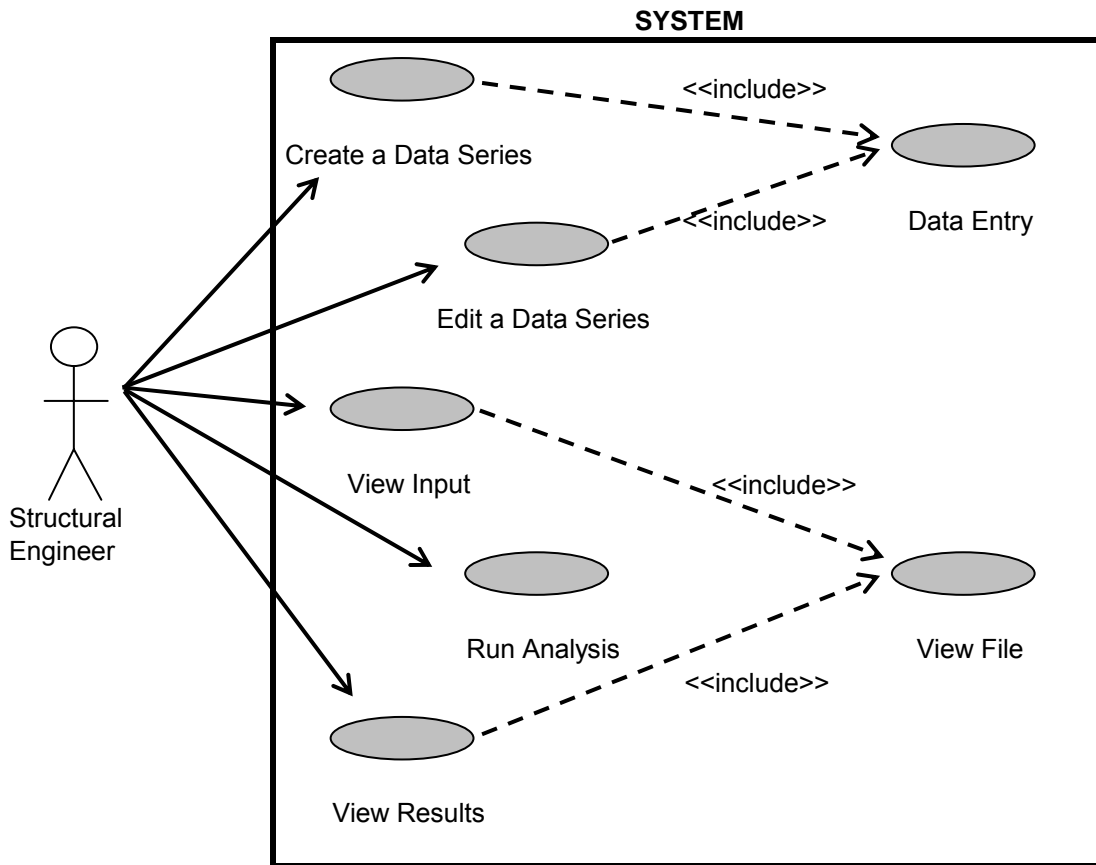 SYSTEM
<<include>>
Create a Data Series
<<include>>
Data Entry
Edit a Data Series
View Input
<<include>>
Structural
Engineer
Run Analysis
View File
<<include>>
View Results